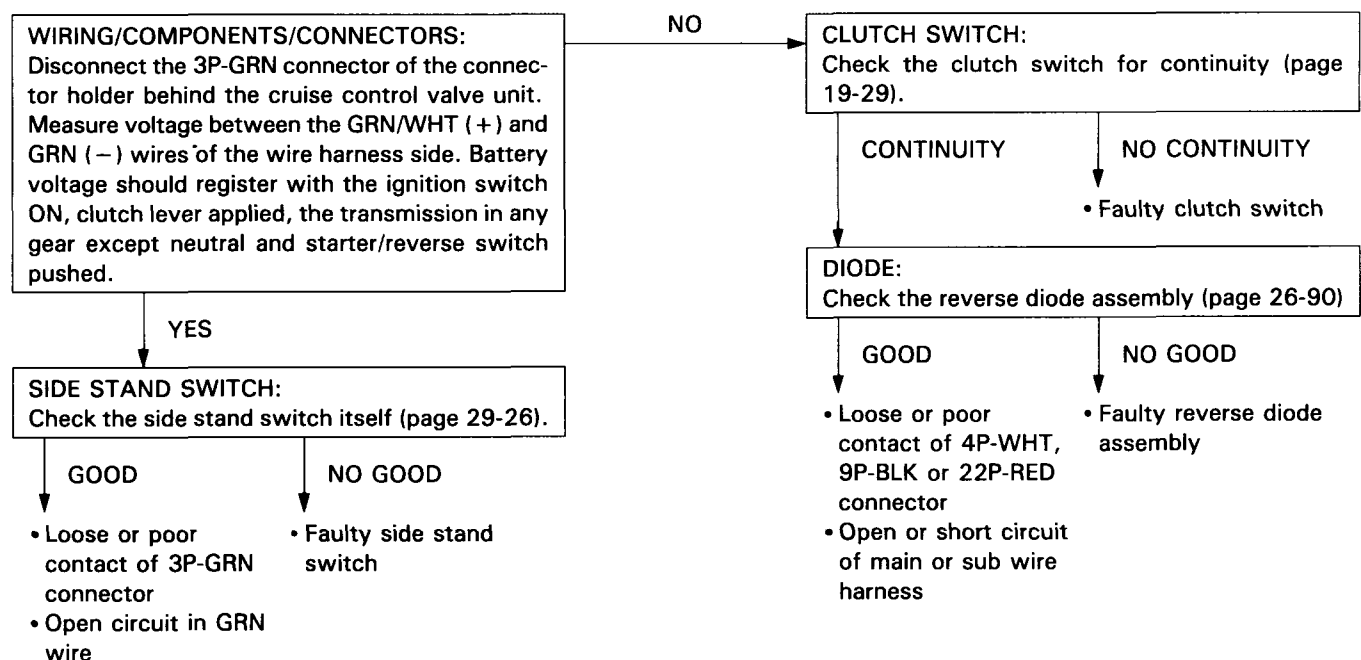 WIRING/COMPONENTS/CONNECTORS:
Disconnect the 3P-GRN connector of the connec-
tor holder behind the cruise control valve unit.
Measure voltage between the GRN/WHT (+) and
GRN (−) wires of the wire harness side. Battery
voltage should register with the ignition switch
ON, clutch lever applied, the transmission in any
gear except neutral and starter/reverse switch
pushed.
NO
CLUTCH SWITCH:
Check the clutch switch for continuity (page
19-29).
CONTINUITY
NO CONTINUITY
• Faulty clutch switch
DIODE:
Check the reverse diode assembly (page 26-90)
GOOD
NO GOOD
• Loose or poor
contact of 4P-WHT,
9P-BLK or 22P-RED
connector
• Open or short circuit
of main or sub wire
harness
• Faulty reverse diode
assembly
YES
SIDE STAND SWITCH:
Check the side stand switch itself (page 29-26).
GOOD
NO GOOD
• Loose or poor
contact of 3P-GRN
connector
• Open circuit in GRN
wire
• Faulty side stand
switch